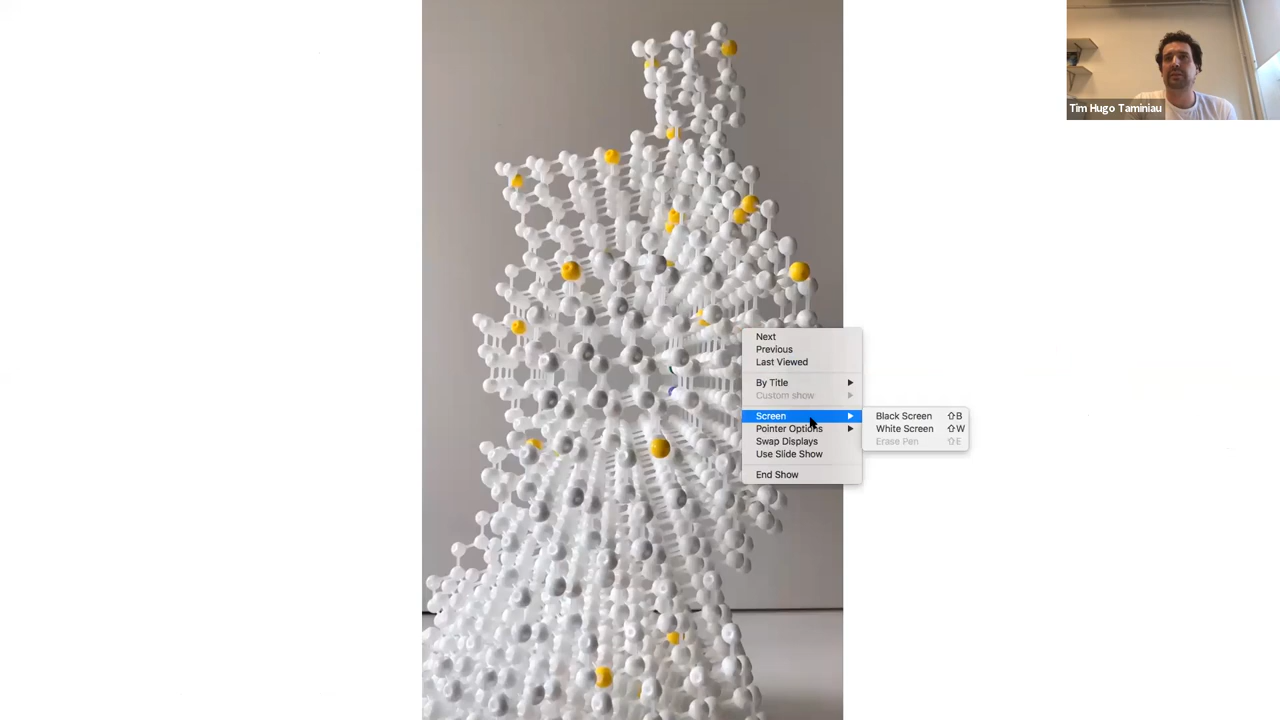 Tim Hugo Taminiau
Next
Previous
Last Viewed
By Title
Custom show
Screen
Pointer Options
Swap Displays
Use Slide Show
End Show
Black Screen ⇧B
White Screen ⇧W
Erase Pen ⇧E